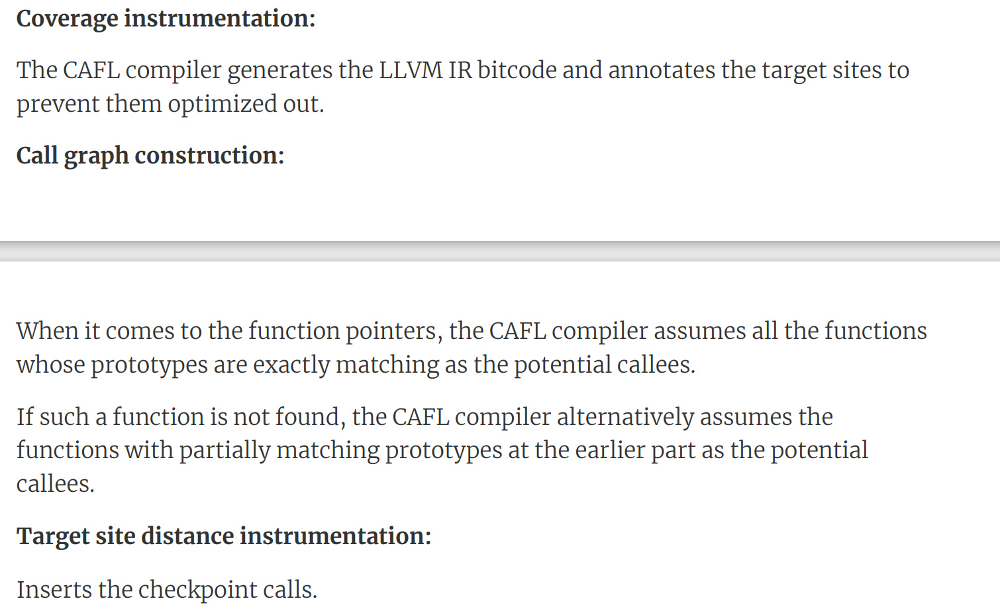 Coverage instrumentation:
The CAFL compiler generates the LLVM IR bitcode and annotates the target sites to
prevent them optimized out.
Call graph construction:
When it comes to the function pointers, the CAFL compiler assumes all the functions
whose prototypes are exactly matching as the potential callees.
If such a function is not found, the CAFL compiler alternatively assumes the
functions with partially matching prototypes at the earlier part as the potential
callees.
Target site distance instrumentation:
Inserts the checkpoint calls.